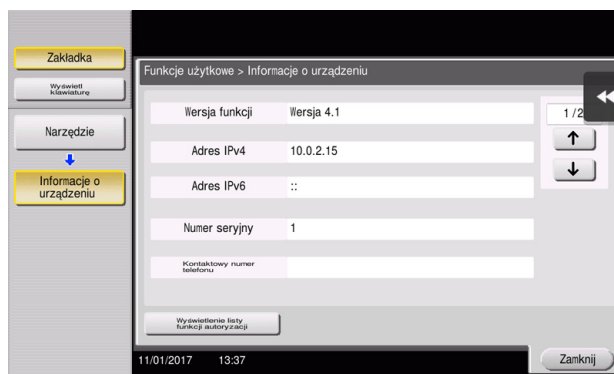 Zakładka
Wyświetl
klawiaturę
Narzędzie
Informacje o
urządzeniu
Funkcje użytkowe > Informacje o urządzeniu
1/2
Wersja funkcji Wersja 4.1
Adres IPv4 10.0.2.15
Adres IPv6 ::
Numer seryjny 1
Kontaktowy numer
telefonu
Wyświetlenie listy
funkcji autoryzacji
11/01/2017 13:37
Zamknij